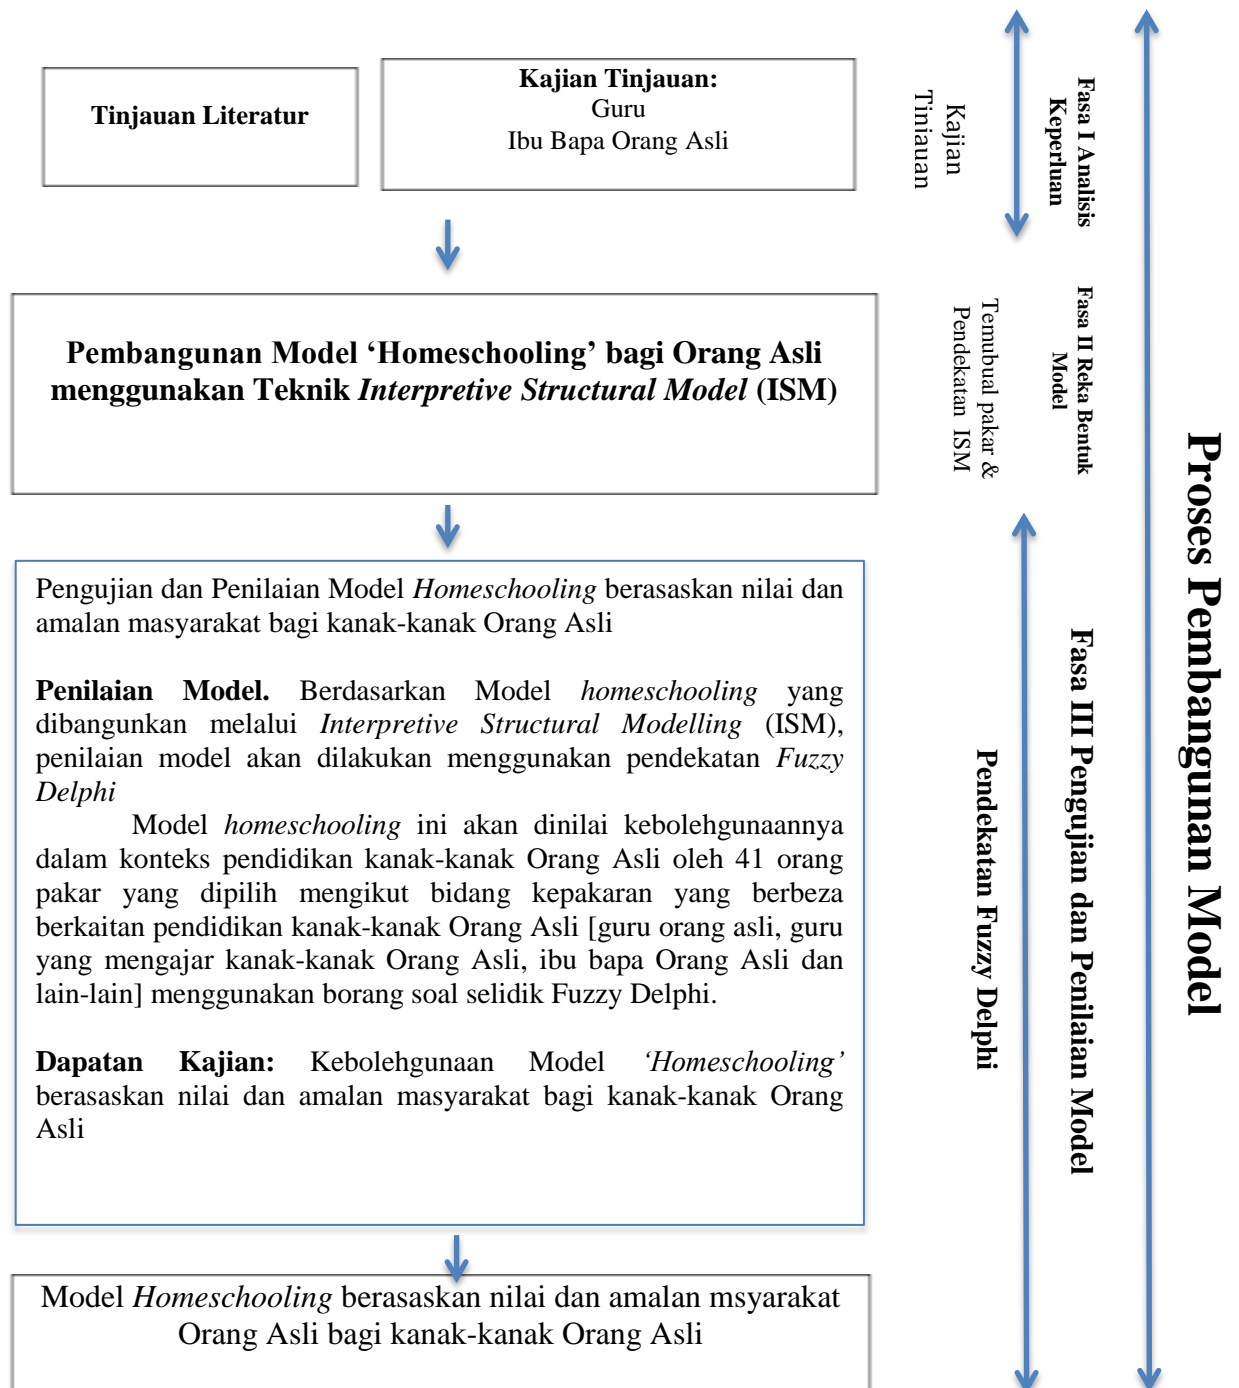 Tinjauan Literatur
Kajian Tinjauan:
Guru
Ibu Bapa Orang Asli
Kajian
Tiniauan
Fasa I Analisis
Keperluan
Pembangunan Model ‘Homeschooling’ bagi Orang Asli
menggunakan Teknik Interpretive Structural Model (ISM)
Temubual pakar &
Pendekatan ISM
Fasa II Reka Bentuk
Model
Pengujian dan Penilaian Model Homeschooling berasaskan nilai dan
amalan masyarakat bagi kanak-kanak Orang Asli
Penilaian Model. Berdasarkan Model homeschooling yang
dibangunkan melalui Interpretive Structural Modelling (ISM),
penilaian model akan dilakukan menggunakan pendekatan Fuzzy
Delphi
Model homeschooling ini akan dinilai kebolehgunaannya
dalam konteks pendidikan kanak-kanak Orang Asli oleh 41 orang
pakar yang dipilih mengikut bidang kepakaran yang berbeza
berkaitan pendidikan kanak-kanak Orang Asli [guru orang asli, guru
yang mengajar kanak-kanak Orang Asli, ibu bapa Orang Asli dan
lain-lain] menggunakan borang soal selidik Fuzzy Delphi.
Dapatan Kajian: Kebolehgunaan Model ‘Homeschooling’
berasaskan nilai dan amalan masyarakat bagi kanak-kanak Orang
Asli
Pendekatan Fuzzy Delphi
Fasa III Pengujian dan Penilaian Model
Proses Pembangunan Model
Model Homeschooling berasaskan nilai dan amalan msyarakat
Orang Asli bagi kanak-kanak Orang Asli